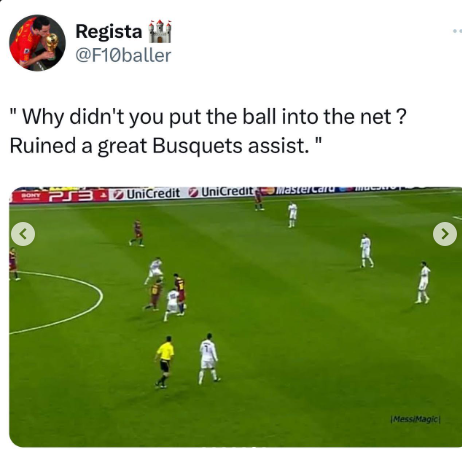 Regista
@F10baller
" Why didn't you put the ball into the net ?
Ruined a great Busquets assist. "
SONY PS3 UniCredit UniCredit MasterCard
|MessiMagic|